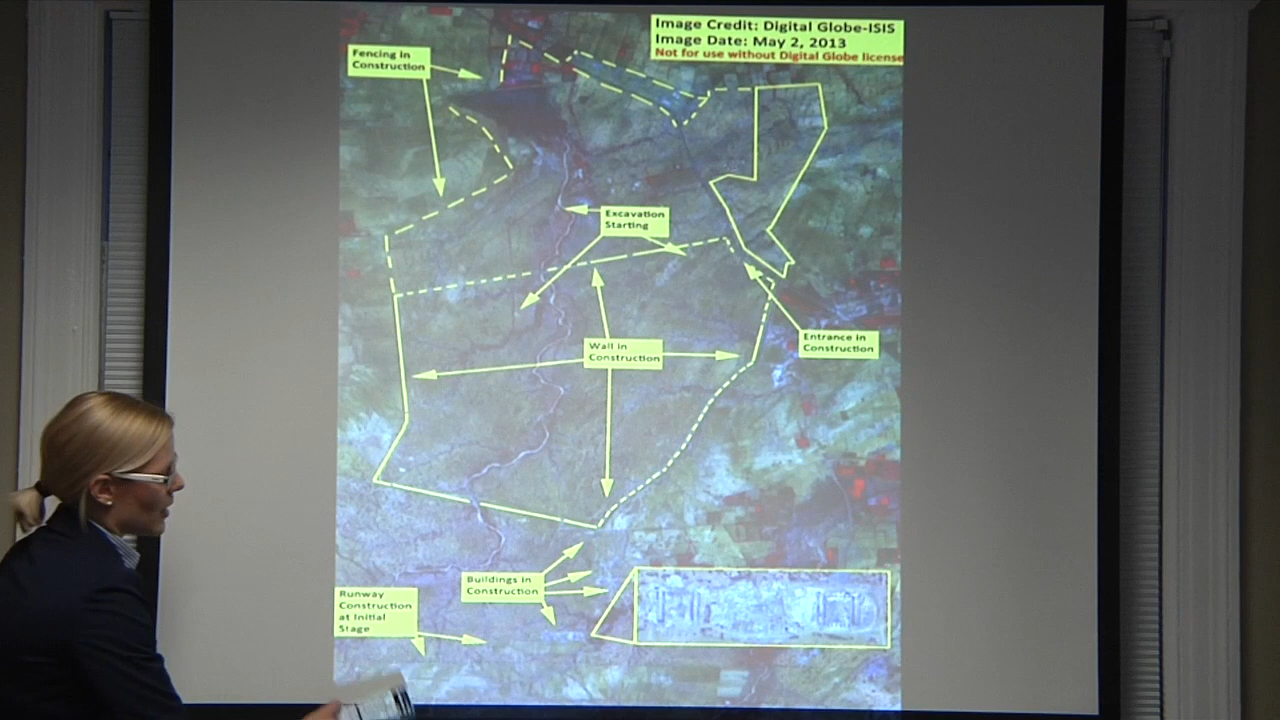 Image Credit: Digital Globe-ISIS
Image Date: May 2, 2013
Not for use without Digital Globe license
Fencing in
Construction
Excavation
Starting
Entrance in
Construction
Wall in
Construction
Buildings in
Construction
Runway
Construction
at Initial
Stage